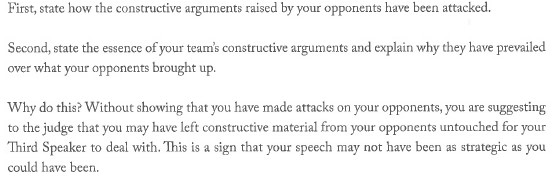 First, state how the constructive arguments raised by your opponents have been attacked.
Second, state the essence of your team's constructive arguments and explain why they have prevailed
over what your opponents brought up.
Why do this? Without showing that you have made attacks on your opponents, you are suggesting
to the judge that you may have left constructive material from your opponents untouched for your
Third Speaker to deal with. This is a sign that your speech may not have been as strategic as you
could have been.